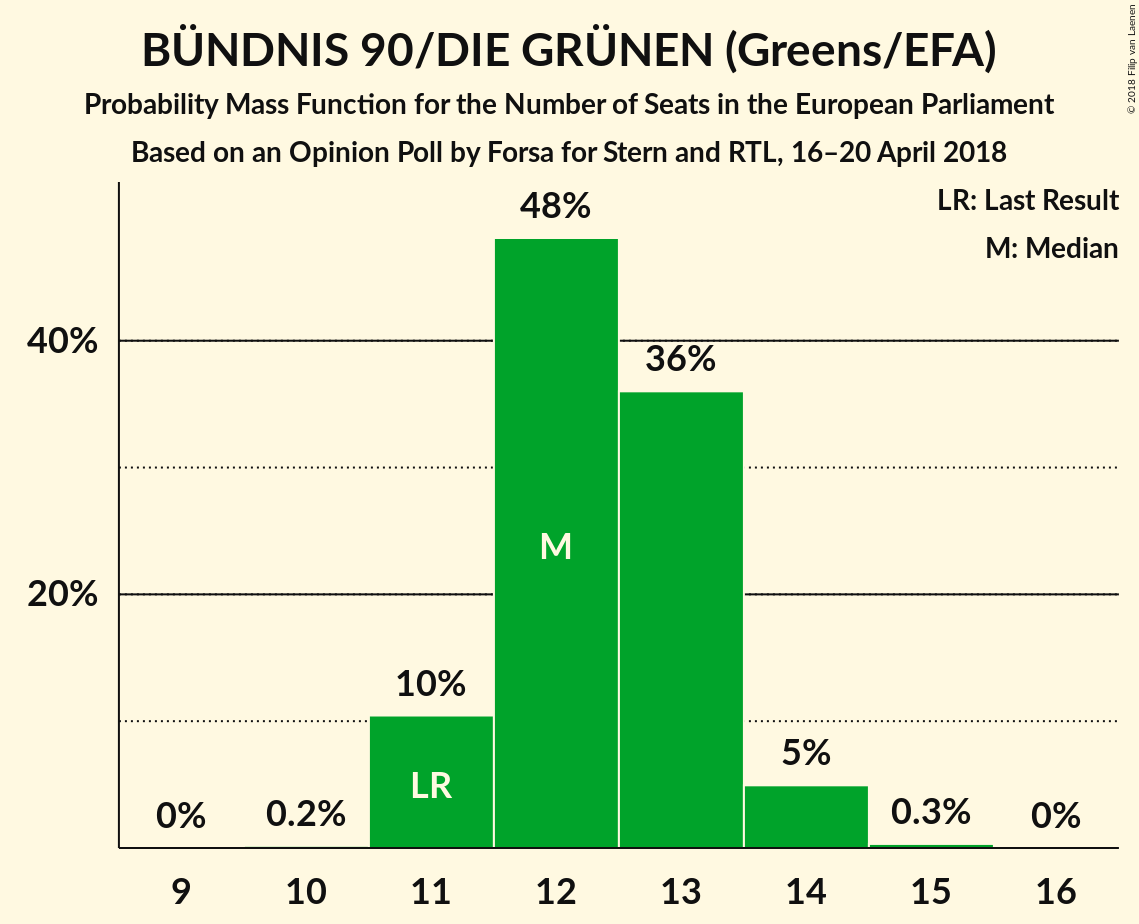 BÜNDNIS 90/DIE GRÜNEN (Greens/EFA)
Probability Mass Function for the Number of Seats in the European Parliament
Based on an Opinion Poll by Forsa for Stern and RTL, 16–20 April 2018
© 2018 Filip van Laenen
LR: Last Result
M: Median
48%
40%
36%
M
20%
10%
LR
5%
0%
0.2%
0.3%
0%
9 10 11 12 13 14 15 16